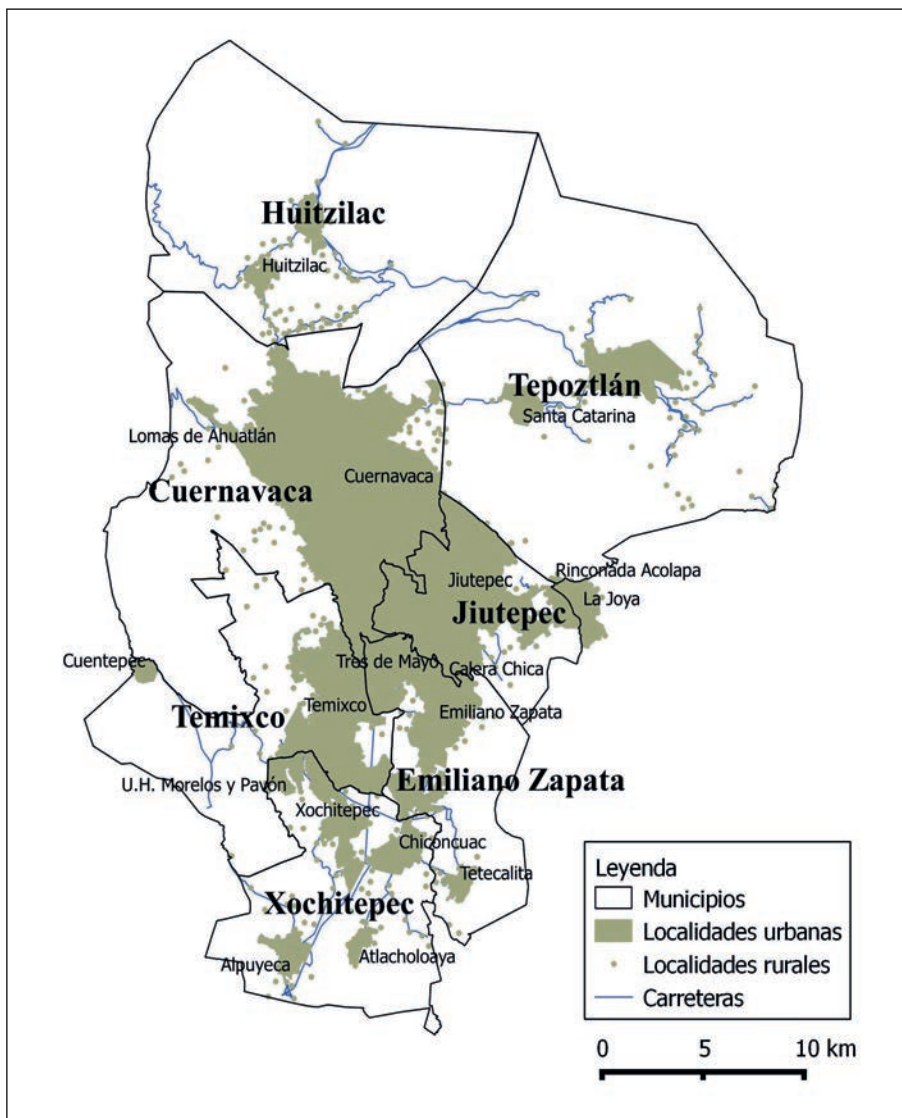 Huitzilac
Huitzilac
Tepoztlán
Santa Catarina
Lomas de Ahuatlán
Cuernavaca
Cuernavaca
Rinconada Acolapa
Jiutepec
La Joya
Jiutepec
Cuentepec
Tres de Mayo
Calera Chica
Temixco
Emiliano Zapata
Temixco
Emiliano Zapata
U.H. Morelos y Pavón
Xochitepec
Chiconcuac
Tetecalita
Xochitepec
Alpuyeca
Atlacholoaya
Leyenda
Municipios
Localidades urbanas
Localidades rurales
Carreteras
0 5 10 km